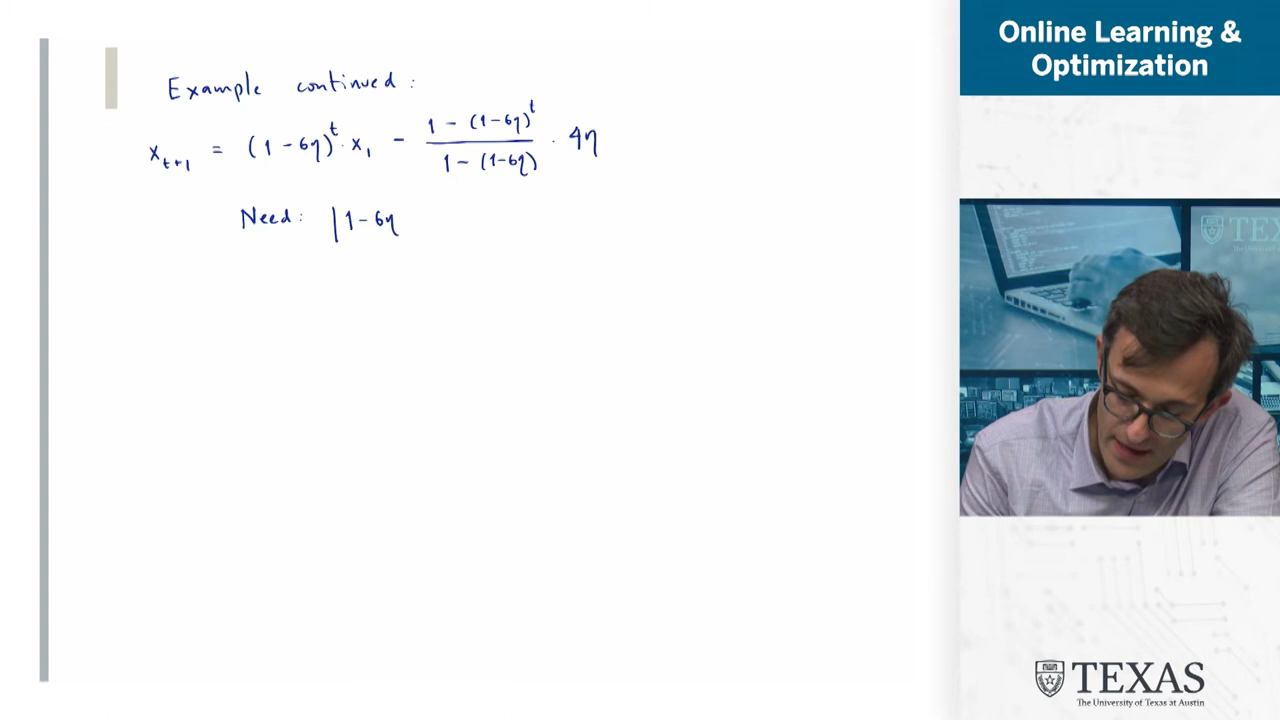 Example continued:
x_{t+1} = (1-6η)^t · x_1 - \frac{1-(1-6η)^t}{1-(1-6η)} · 4η
Need: |1-6η
Online Learning &
Optimization
TEXAS
The University of Texas at Austin